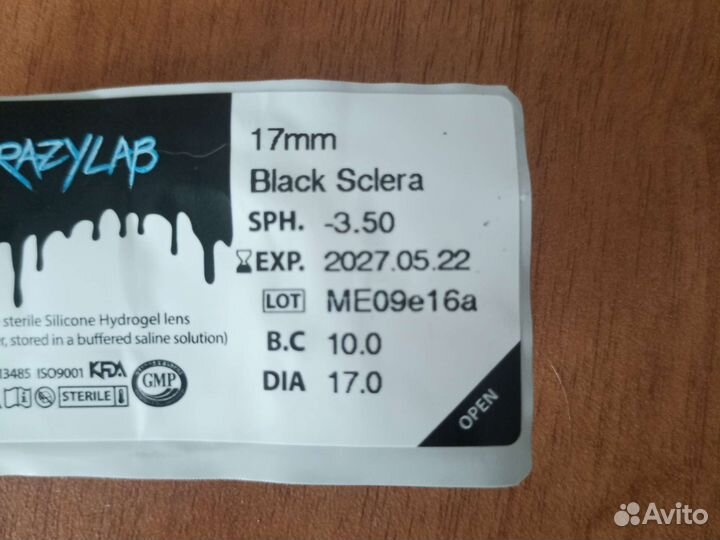 RAZYLAB
17mm
Black Sclera
SPH. -3.50
EXP. 2027.05.22
LOT ME09e16a
B.C 10.0
DIA 17.0
sterile Silicone Hydrogel lens
stored in a buffered saline solution)
13485 ISO9001 KFDA GMP
STERILE
OPEN
Avito